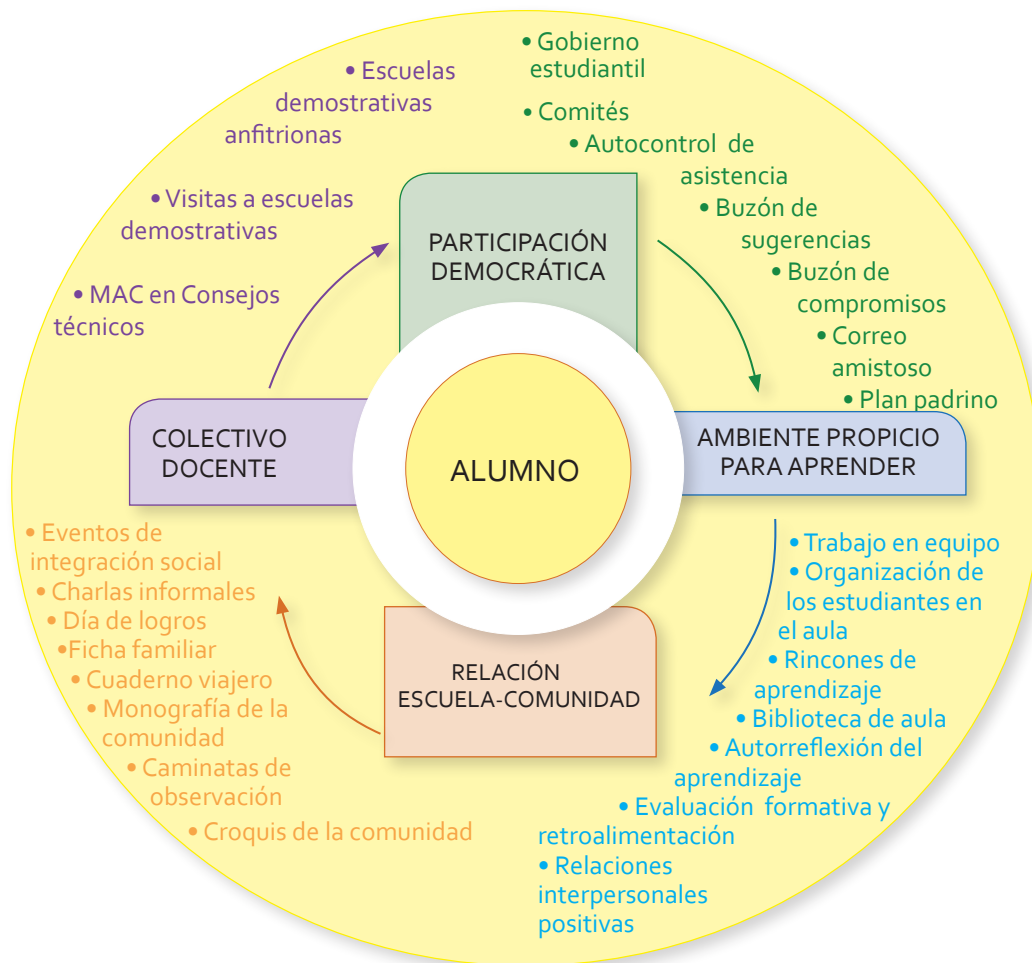 • Gobierno
estudiantil
• Comités
• Autocontrol de
asistencia
• Buzón de
sugerencias
• Buzón de
compromisos
• Correo
amistoso
• Plan padrino
• Escuelas
demostrativas
anfitrionas
• Visitas a escuelas
demostrativas
• MAC en Consejos
técnicos
PARTICIPACIÓN
DEMOCRÁTICA
COLECTIVO
DOCENTE
ALUMNO
AMBIENTE PROPICIO
PARA APRENDER
RELACIÓN
ESCUELA-COMUNIDAD
• Eventos de
integración social
• Charlas informales
• Día de logros
•Ficha familiar
• Cuaderno viajero
• Monografía de la
comunidad
• Caminatas de
observación
• Croquis de la comunidad
• Trabajo en equipo
• Organización de
los estudiantes en
el aula
• Rincones de
aprendizaje
• Biblioteca de aula
• Autorreflexión del
aprendizaje
• Evaluación formativa y
retroalimentación
• Relaciones
interpersonales
positivas